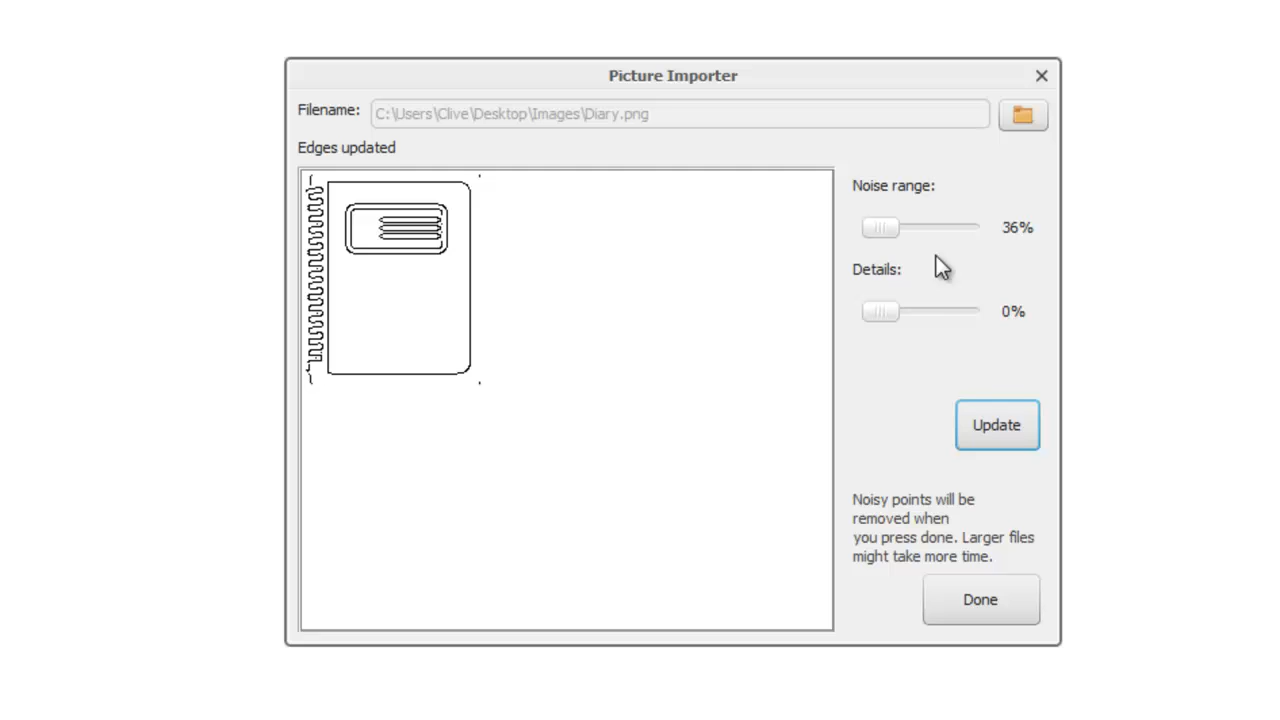 Picture Importer
Filename: C:\Users\Clive\Desktop\Images\Diary.png
Edges updated
Noise range:
36%
Details:
0%
Update
Noisy points will be
removed when
you press done. Larger files
might take more time.
Done